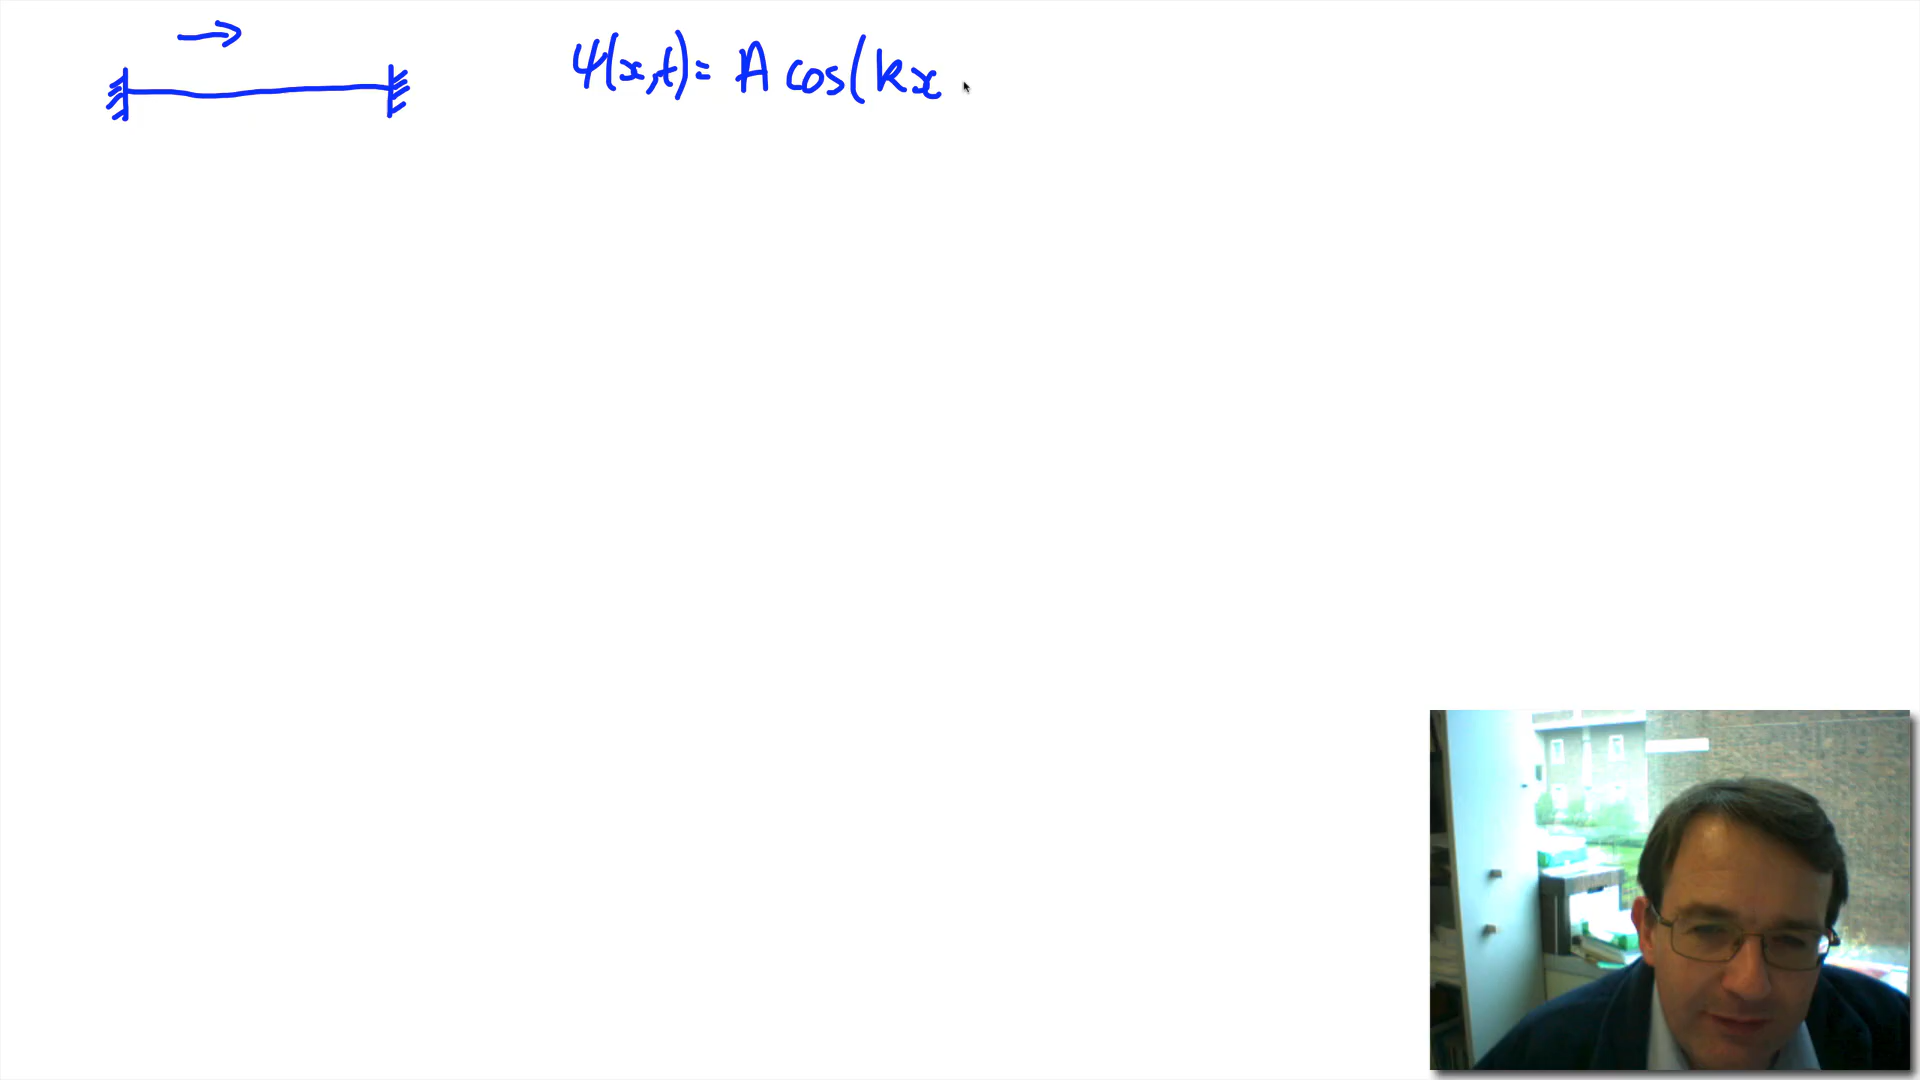 ψ(x,t)= A cos(kx